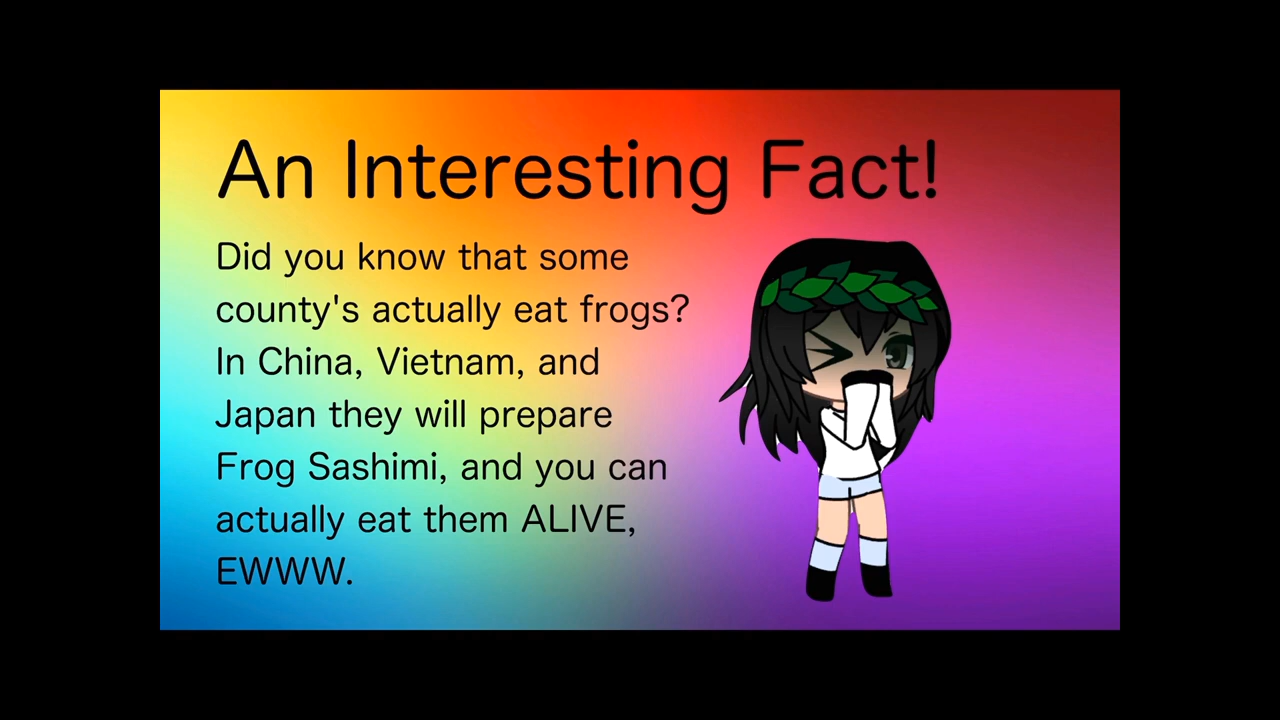 An Interesting Fact!
Did you know that some
county's actually eat frogs?
In China, Vietnam, and
Japan they will prepare
Frog Sashimi, and you can
actually eat them ALIVE,
EWWW.